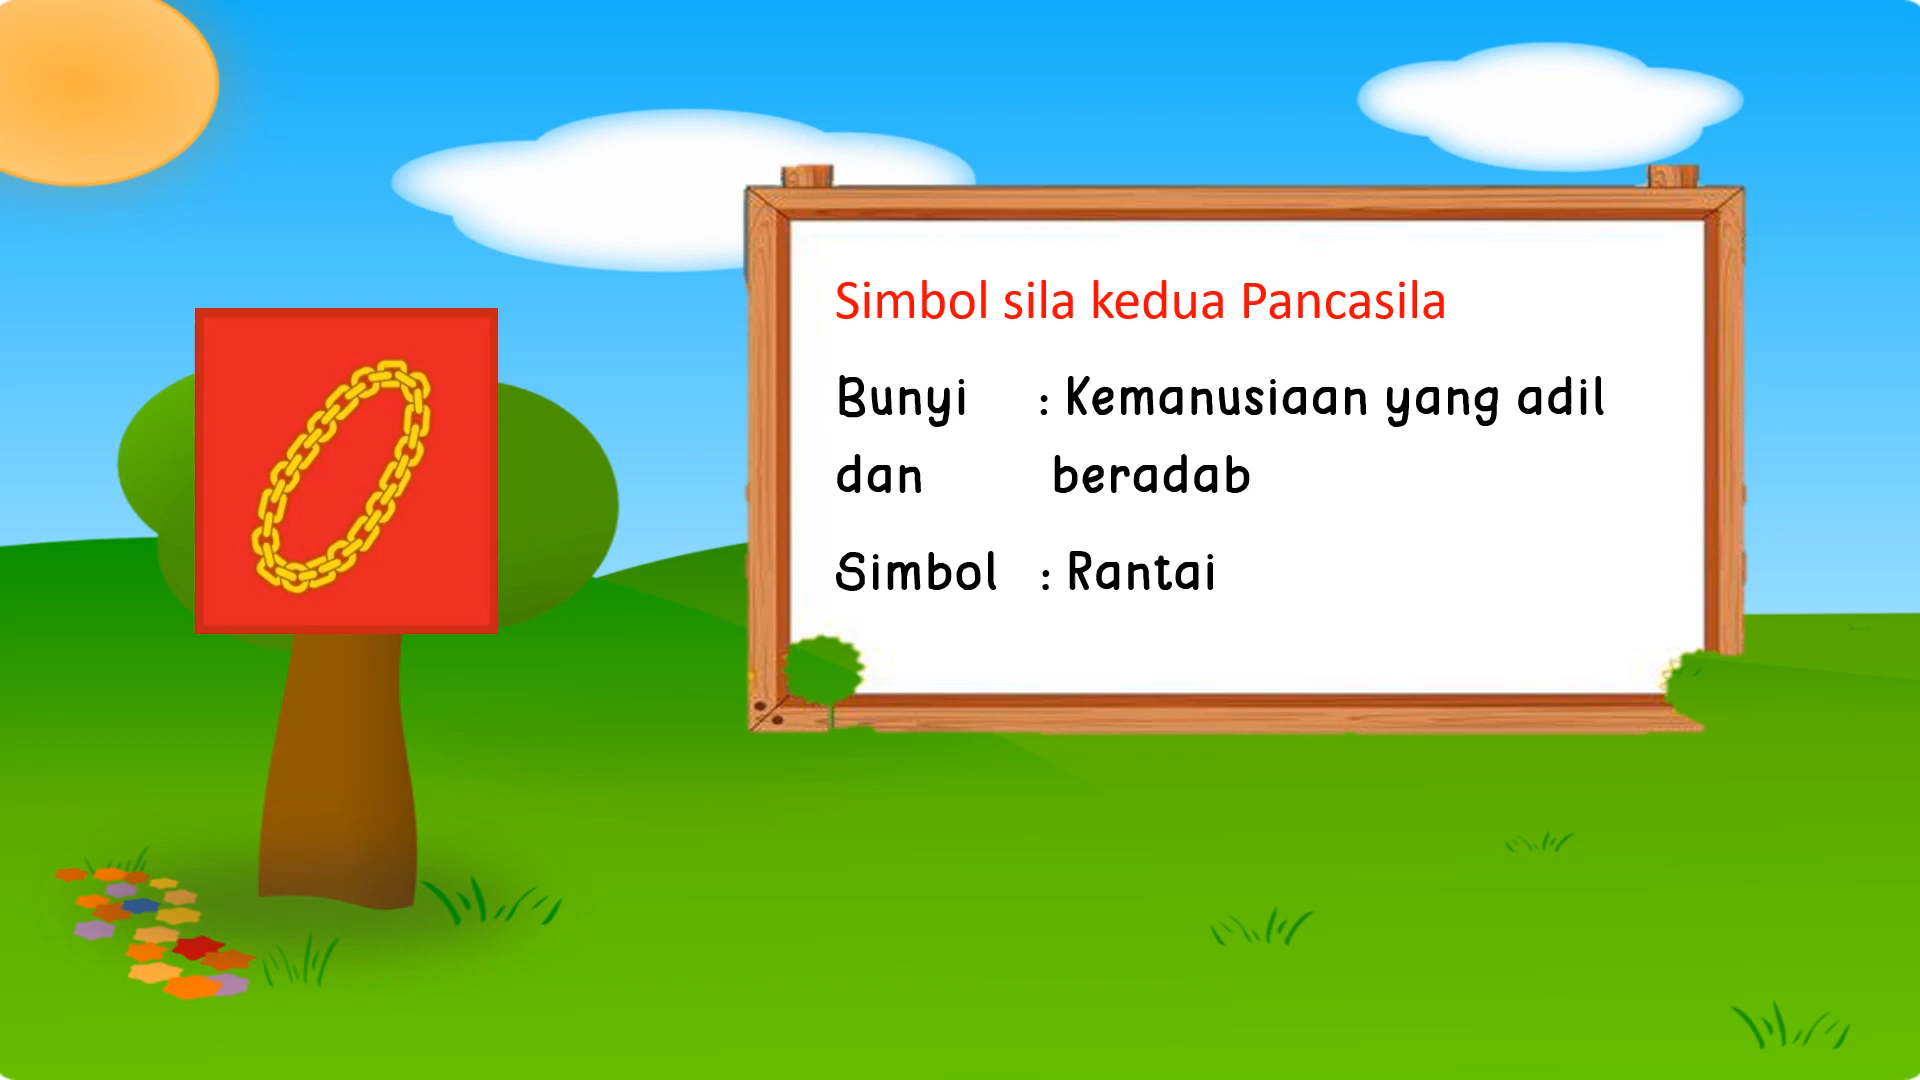 Simbol sila kedua Pancasila
Bunyi : Kemanusiaan yang adil
dan beradab
Simbol : Rantai